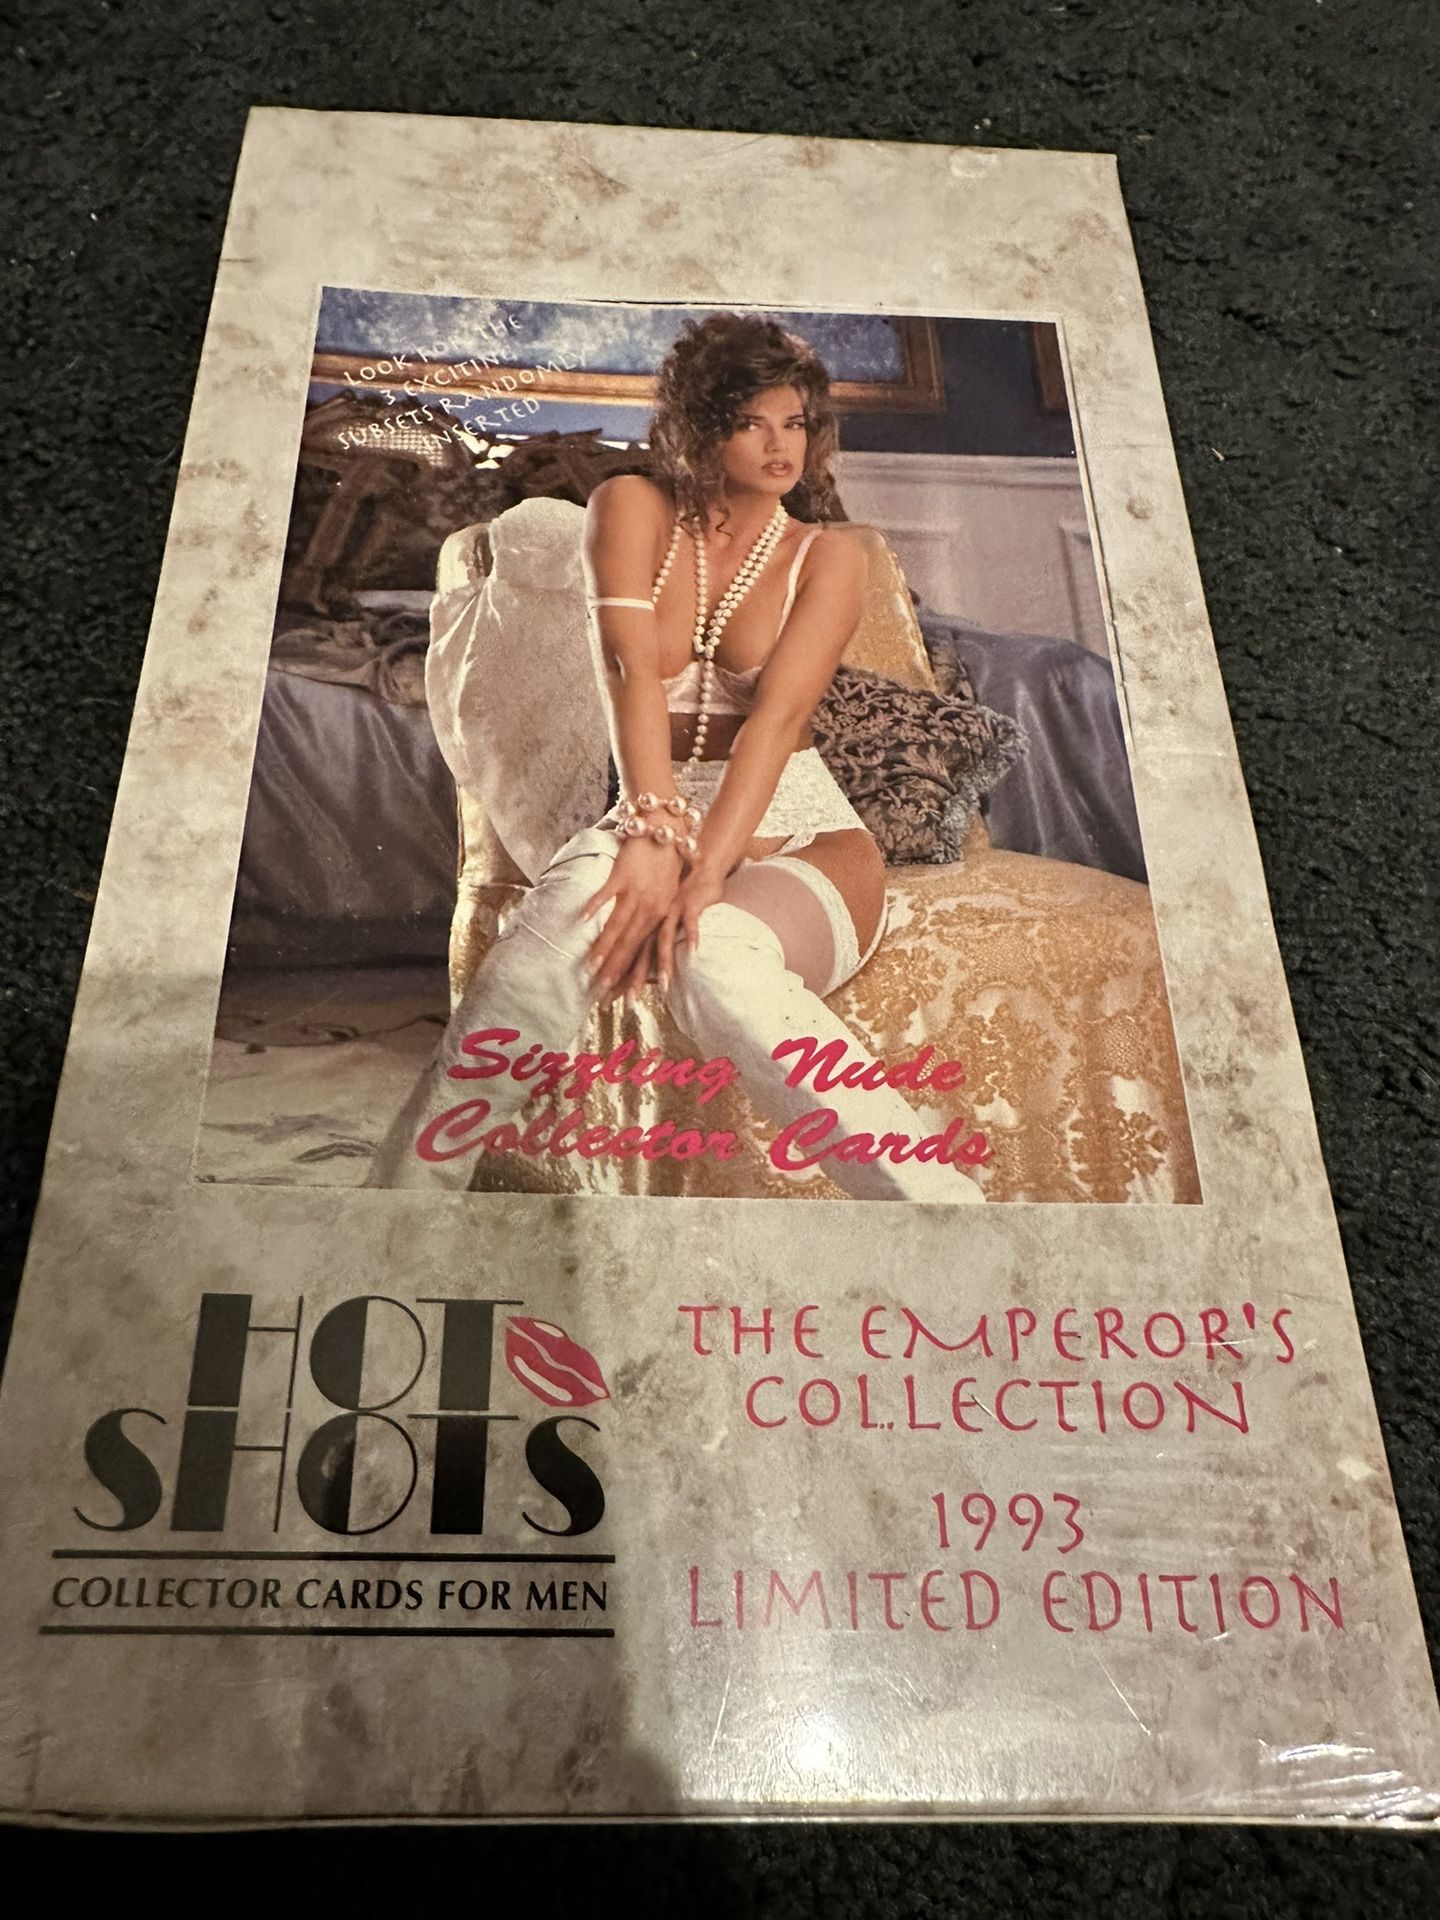 LOOK FOR THE
3 EXCITING
SUBSETS RANDOMLY
INSERTED
Sizzling Nude
Collector Cards
HOT
SHOTS
COLLECTOR CARDS FOR MEN
THE EMPEROR'S
COLLECTION
1993
LIMITED EDITION